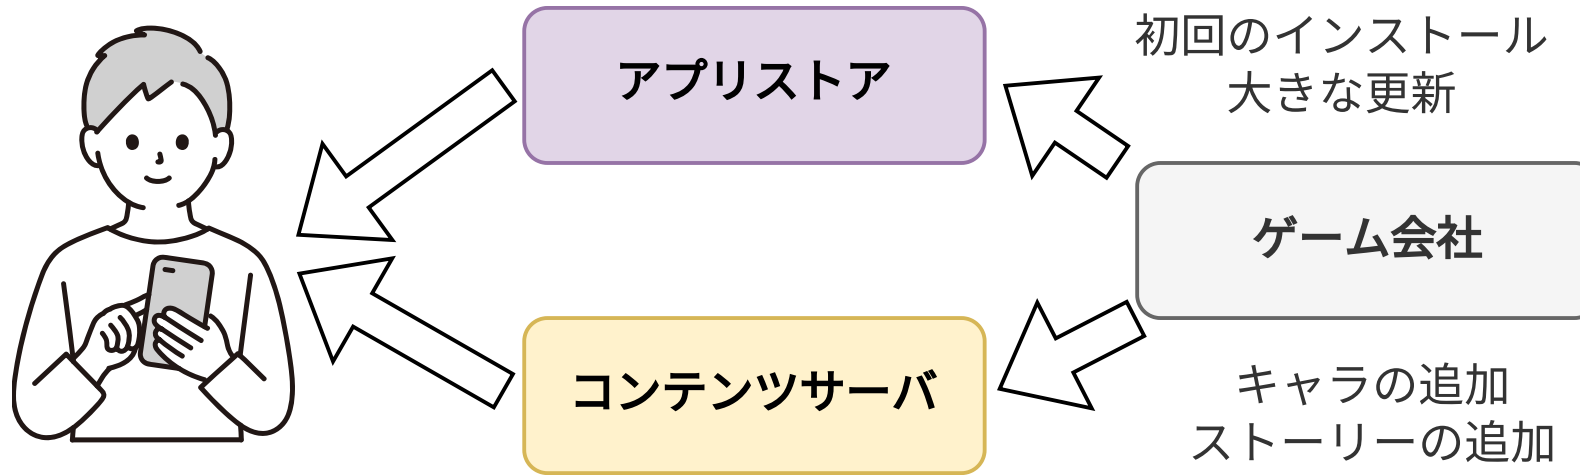 アプリストア
初回のインストール
大きな更新
ゲーム会社
コンテンツサーバ
キャラの追加
ストーリーの追加